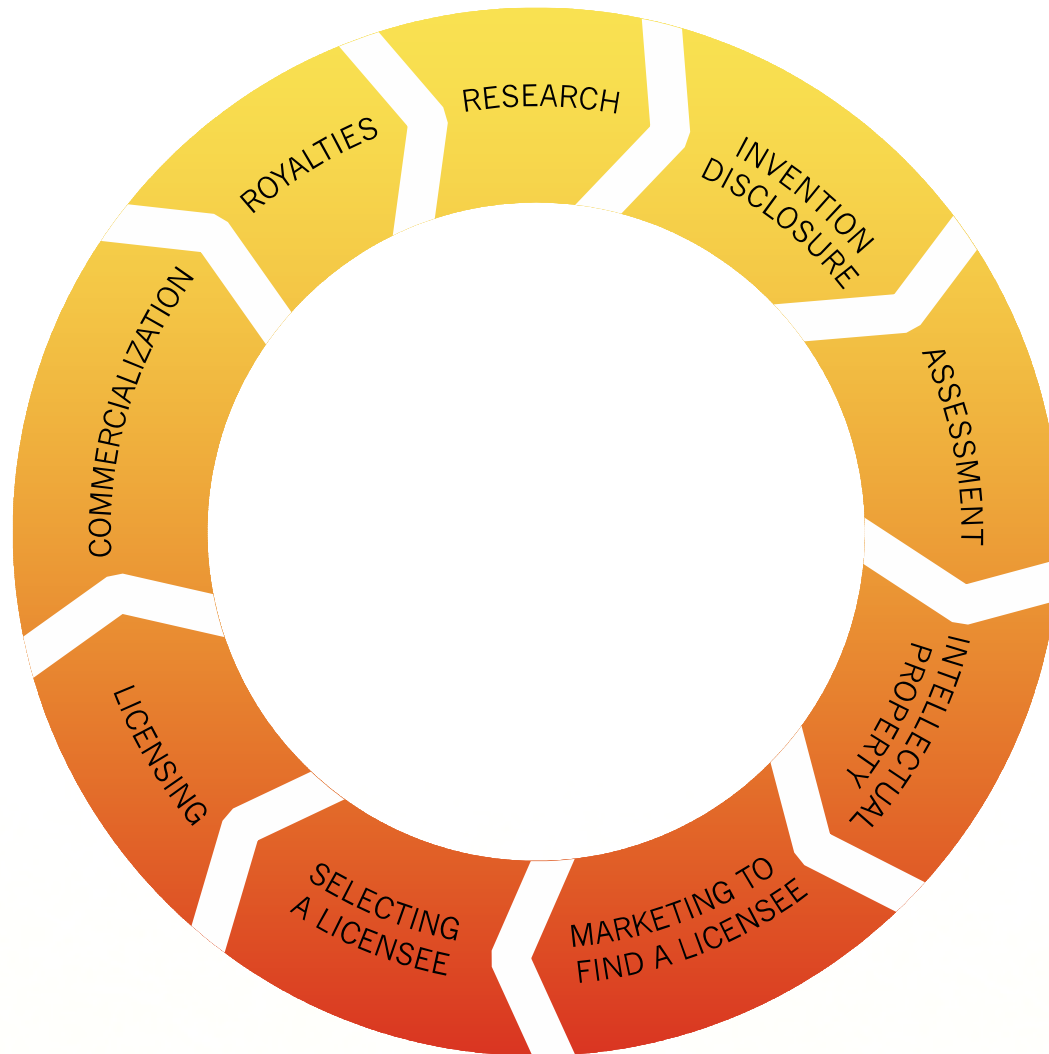 RESEARCH
INVENTION
DISCLOSURE
ASSESSMENT
INTELLECTUAL
PROPERTY
MARKETING TO
FIND A LICENSEE
SELECTING
A LICENSEE
LICENSING
COMMERCIALIZATION
ROYALTIES